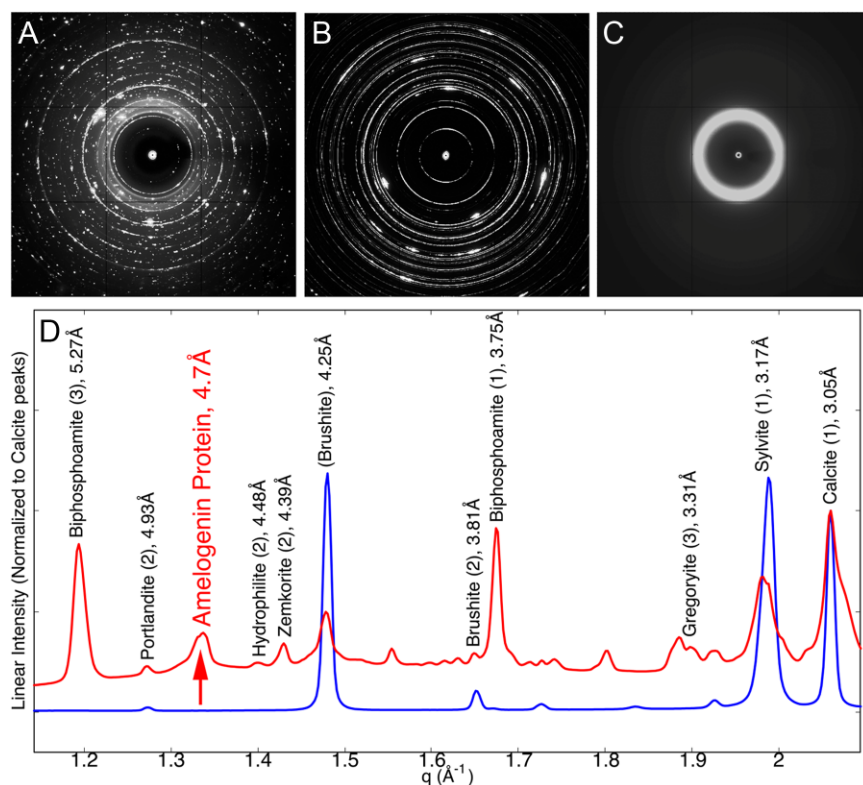 A
B
C
D
Linear Intensity (Normalized to Calcite peaks)
Biphosphoamite (3), 5.27Å
Portlandite (2), 4.93Å
Amelogenin Protein, 4.7Å
Hydrophilite (2), 4.48Å
Zemkorite (2), 4.39Å
(Brushite), 4.25Å
Brushite (2), 3.81Å
Biphosphoamite (1), 3.75Å
Gregoryite (3), 3.31Å
Sylvite (1), 3.17Å
Calcite (1), 3.05Å
1.2 1.3 1.4 1.5 1.6 1.7 1.8 1.9 2
q (Å⁻¹)